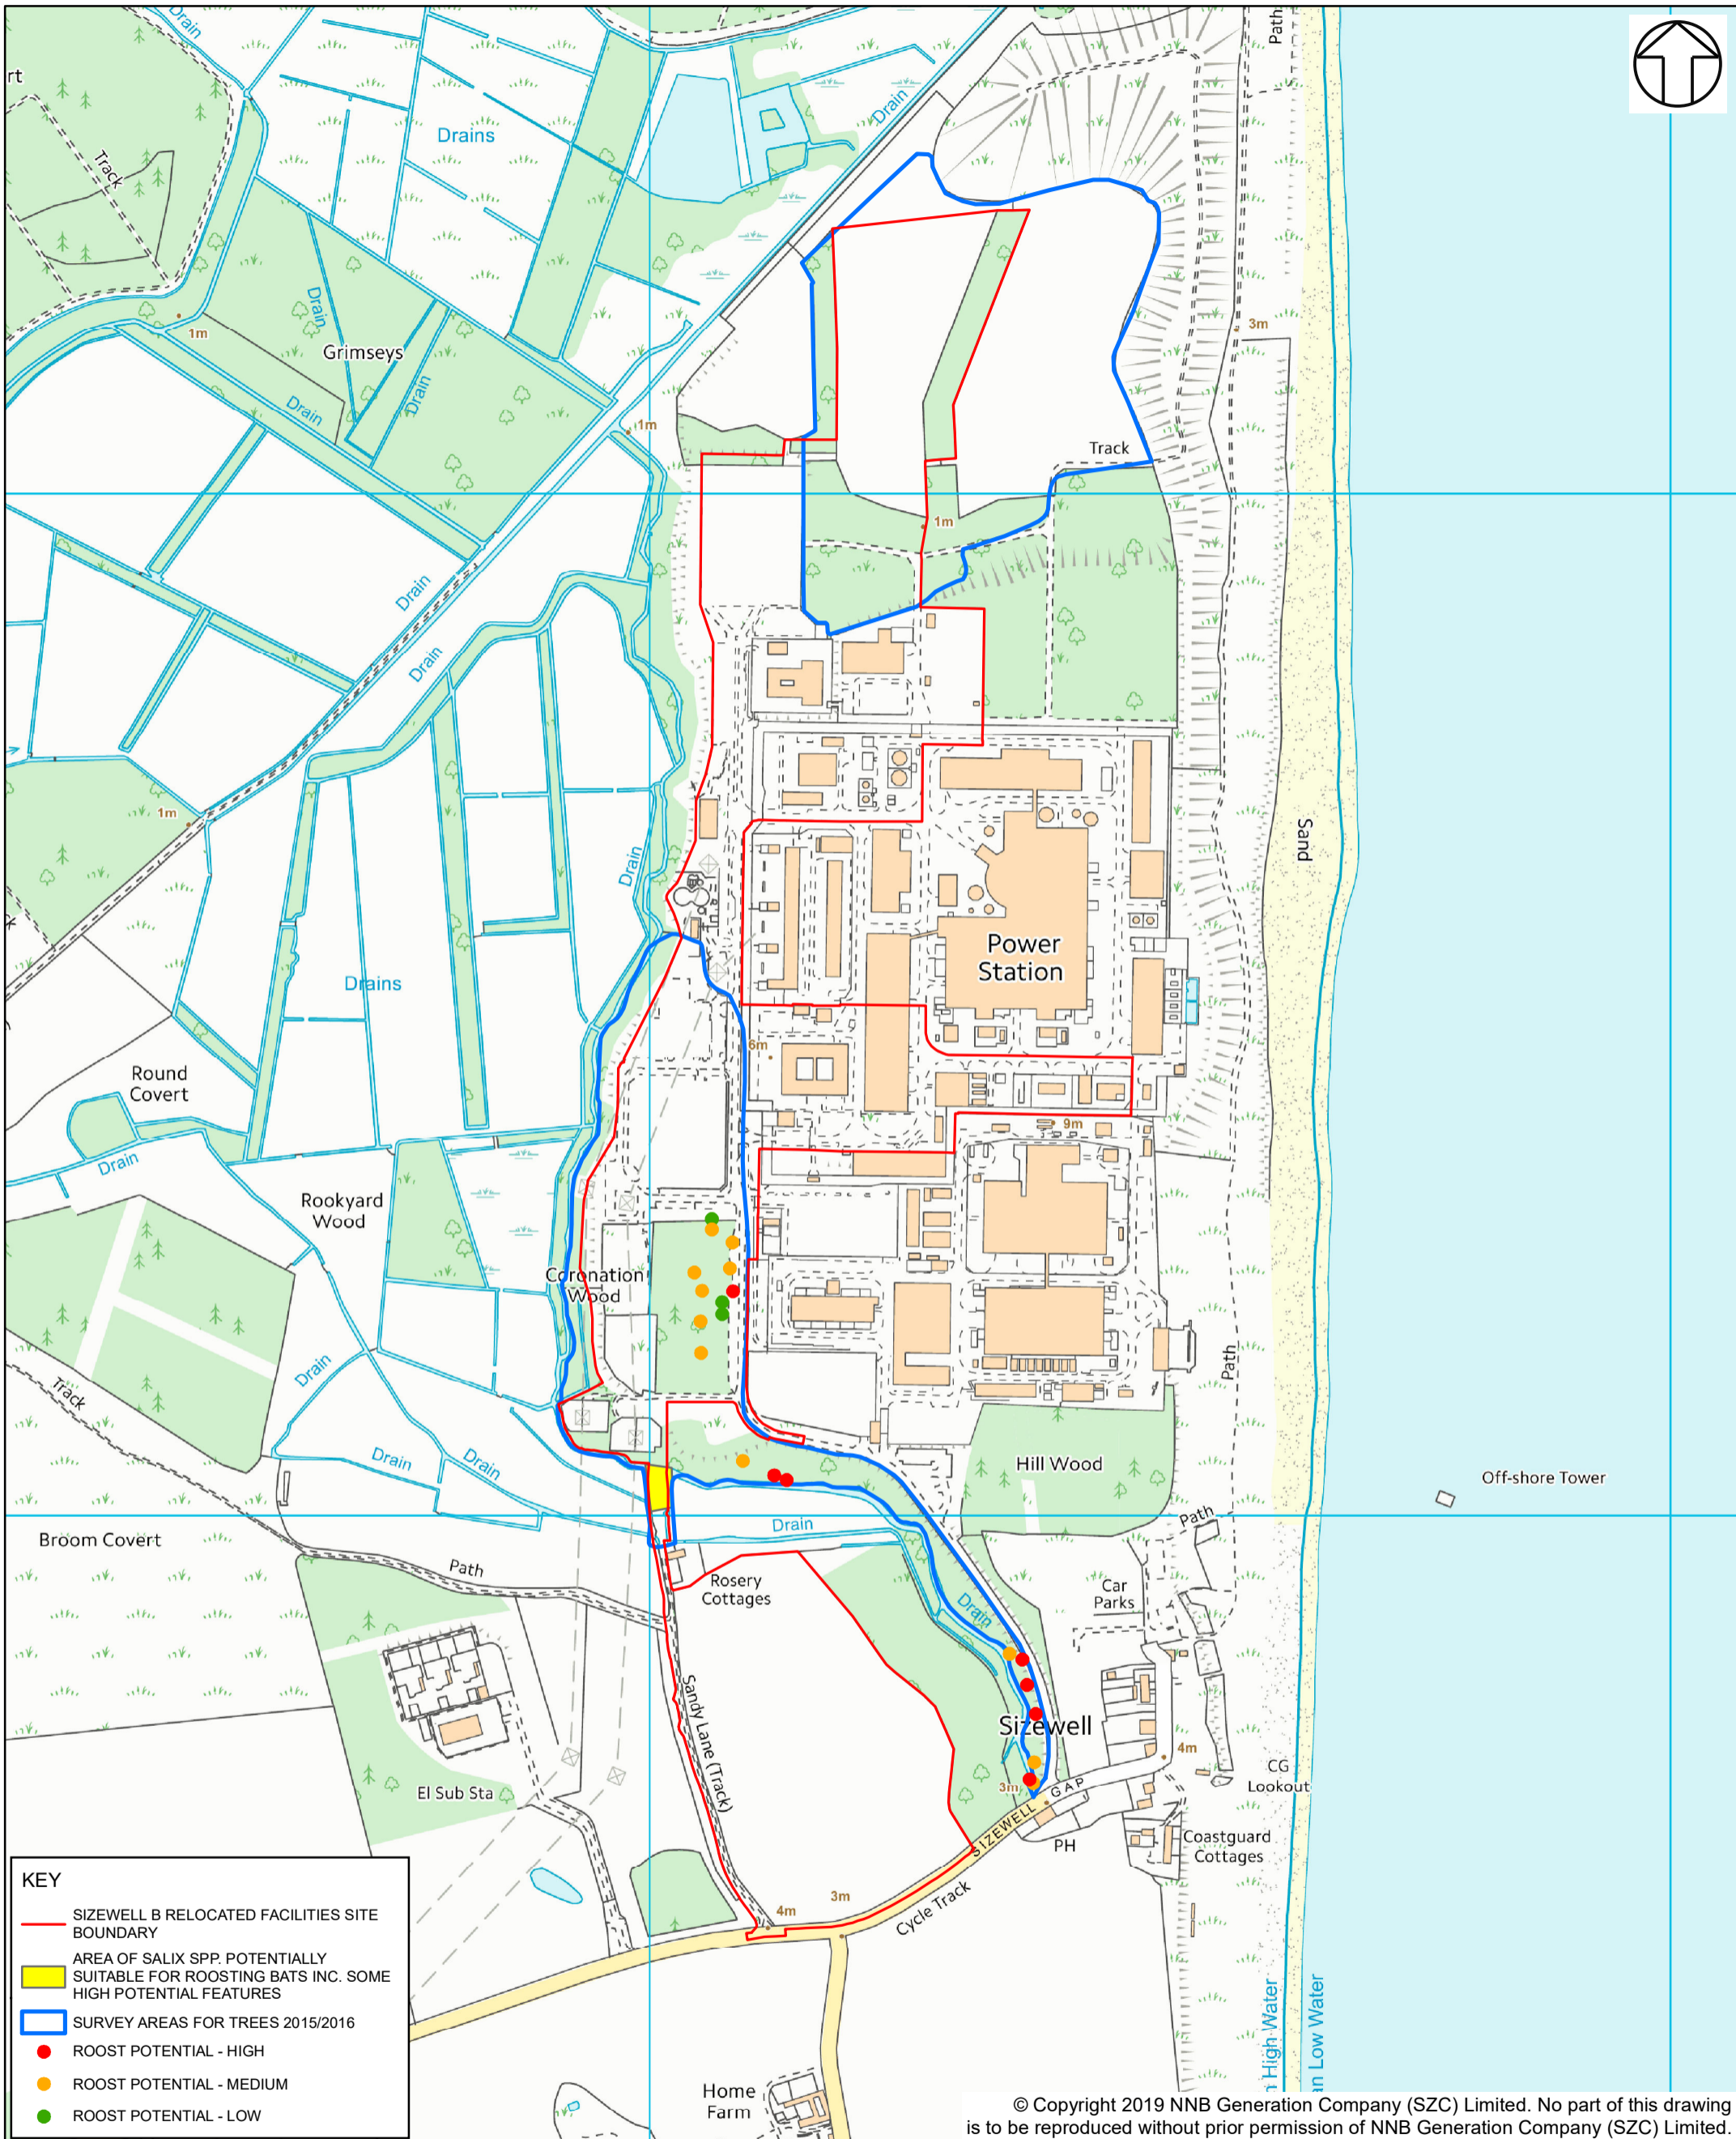 Drain
Path
rt
Track
Drains
Drain
Drain
1m
Grimseys
3m
Drain
Drain
1m
Track
1m
Drain
Drain
1m
Drain
Sand
Power
Station
Drains
6m
Round
Covert
9m
Drain
Rookyard
Wood
Coronation
Wood
Drain
Path
Track
Drain
Drain
Hill Wood
Off-shore Tower
Path
Drain
Broom Covert
Path
Rosery
Cottages
Car
Parks
Drain
Sandy Lane (Track)
Sizewell
4m
CG
Lookout
3m
SIZEWELL GAP
El Sub Sta
PH
Coastguard
Cottages
3m
4m
Cycle Track
KEY
SIZEWELL B RELOCATED FACILITIES SITE
BOUNDARY
AREA OF SALIX SPP. POTENTIALLY
SUITABLE FOR ROOSTING BATS INC. SOME
HIGH POTENTIAL FEATURES
SURVEY AREAS FOR TREES 2015/2016
ROOST POTENTIAL - HIGH
ROOST POTENTIAL - MEDIUM
ROOST POTENTIAL - LOW
High Water
an Low Water
Home
Farm
© Copyright 2019 NNB Generation Company (SZC) Limited. No part of this drawing
is to be reproduced without prior permission of NNB Generation Company (SZC) Limited.